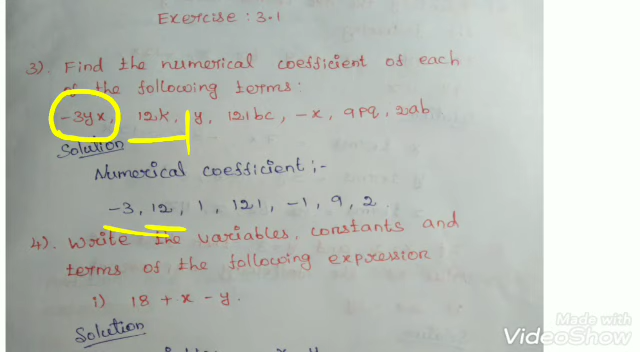 Exercise : 3.1
3). Find the numerical coefficient of each
of the following terms:
-3yx, 12k, y, 121bc, -x, 9pq, 2ab
Solution
Numerical coefficient :-
-3, 12, 1, 121, -1, 9, 2
4). Write the variables, constants and
terms of the following expression
1) 18 + x - y.
Solution
Made with
VideoShow